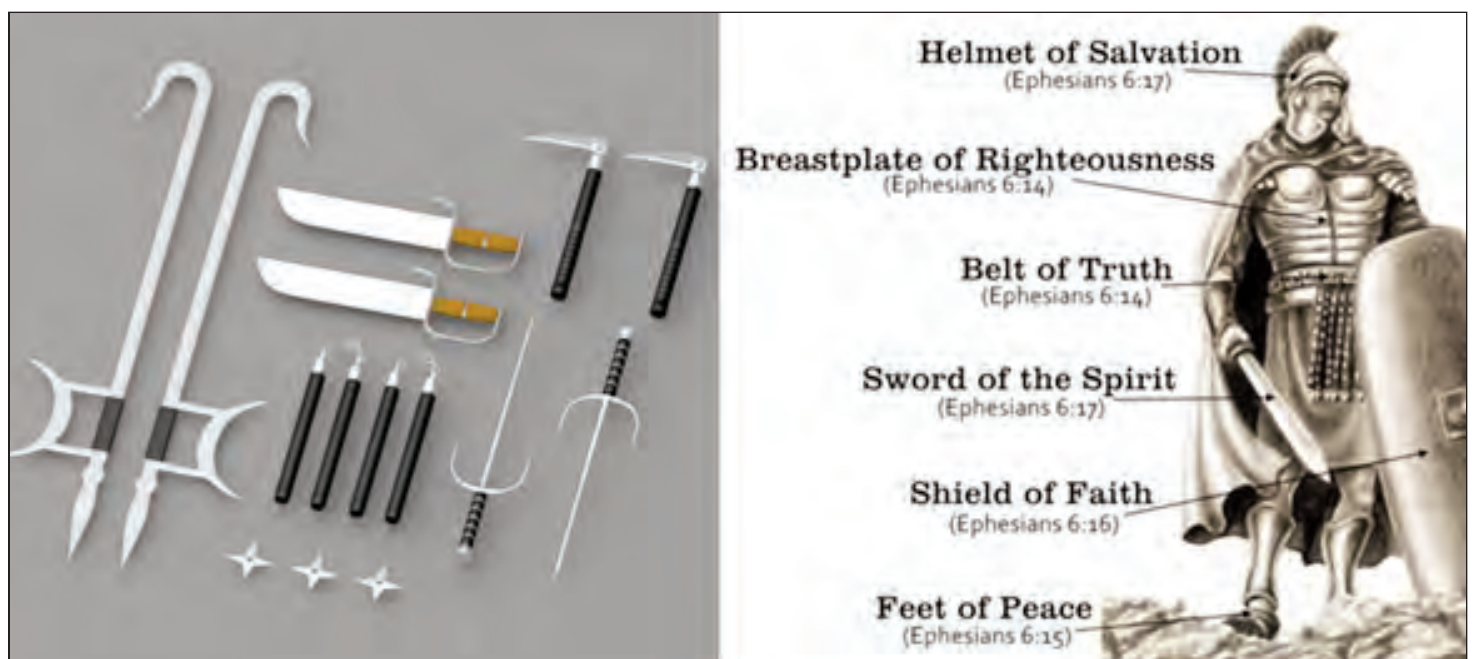 Helmet of Salvation
(Ephesians 6:17)
Breastplate of Righteousness
(Ephesians 6:14)
Belt of Truth
(Ephesians 6:14)
Sword of the Spirit
(Ephesians 6:17)
Shield of Faith
(Ephesians 6:16)
Feet of Peace
(Ephesians 6:15)